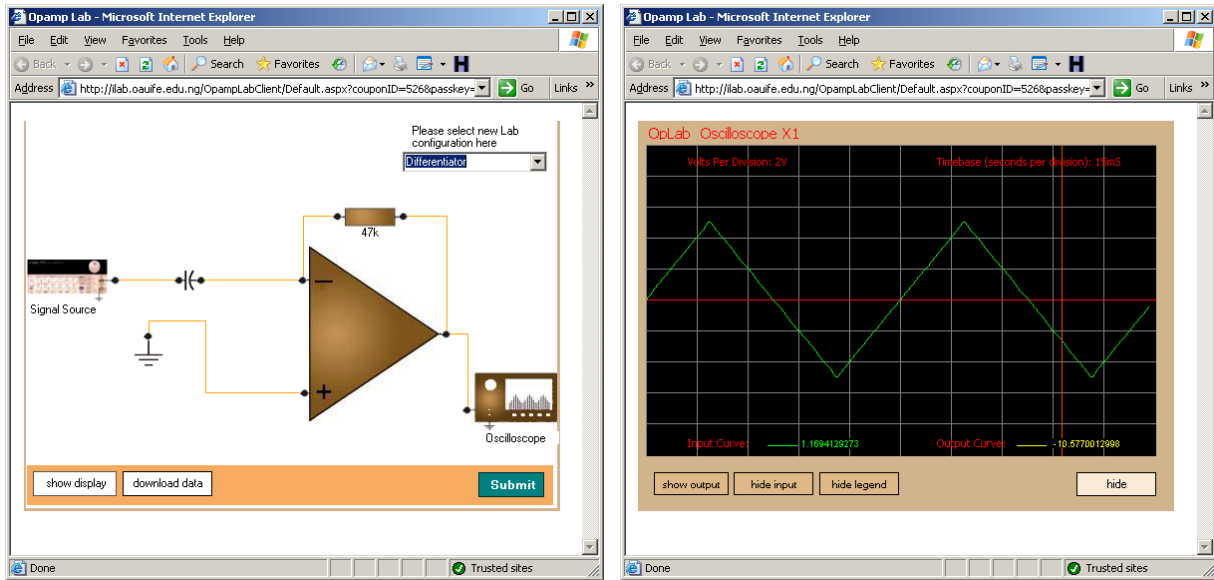 Opamp Lab - Microsoft Internet Explorer
File Edit View Favorites Tools Help
Back Search Favorites H
Address http://ilab.oauife.edu.ng/OpampLabClient/Default.aspx?couponID=526&passkey= Go Links »
Please select new Lab
configuration here
Differentiator
47k
Signal Source
−
+
Oscilloscope
show display download data Submit
Done Trusted sites
Opamp Lab - Microsoft Internet Explorer
File Edit View Favorites Tools Help
Back Search Favorites H
Address http://ilab.oauife.edu.ng/OpampLabClient/Default.aspx?couponID=526&passkey= Go Links »
OpLab Oscilloscope X1
Volts Per Division: 2V Timebase (seconds per division): 15mS
Input Curve: 1.1694129273 Output Curve: -10.5770012998
show output hide input hide legend hide
Done Trusted sites